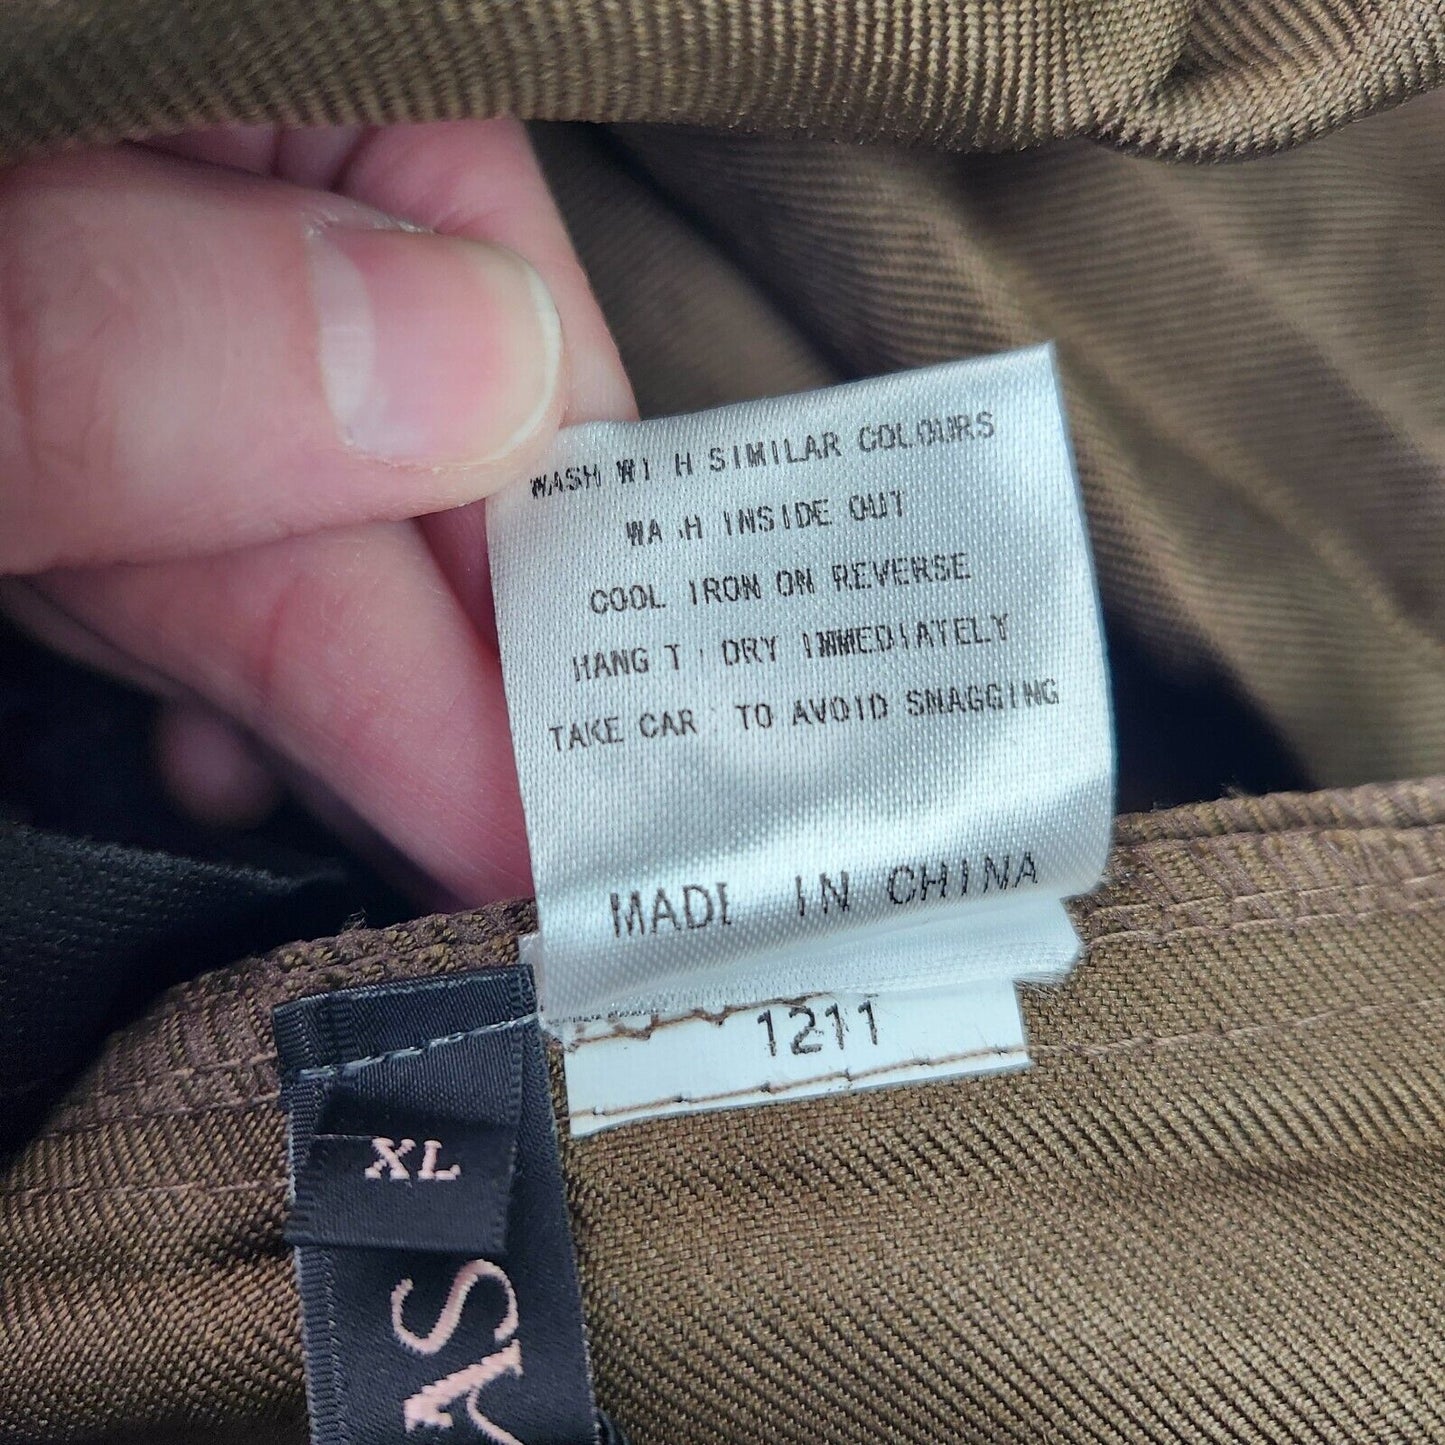 WASH WI H SIMILAR COLOURS
WA H INSIDE OUT
COOL IRON ON REVERSE
HANG T DRY IMMEDIATELY
TAKE CAR TO AVOID SNAGGING
MADE IN CHINA
1211
XL